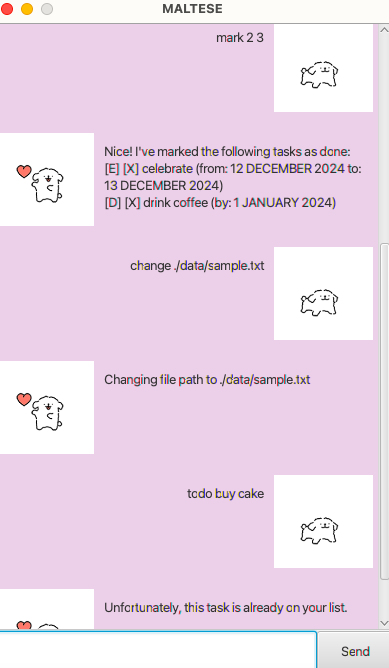 MALTESE
mark 2 3
Nice! I've marked the following tasks as done:
[E] [X] celebrate (from: 12 DECEMBER 2024 to:
13 DECEMBER 2024)
[D] [X] drink coffee (by: 1 JANUARY 2024)
change ./data/sample.txt
Changing file path to ./data/sample.txt
todo buy cake
Unfortunately, this task is already on your list.
Send